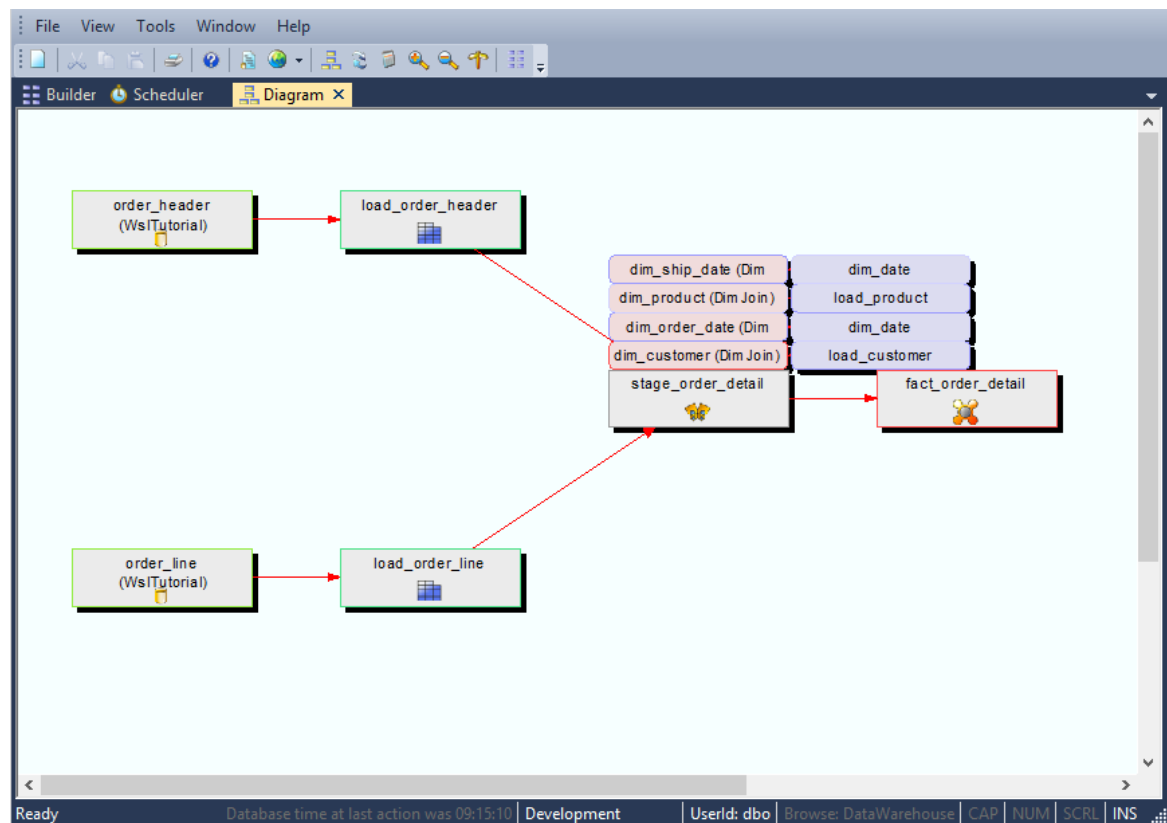 File View Tools Window Help
Builder Scheduler Diagram
order_header
(WslTutorial)
load_order_header
dim_ship_date (Dim dim_date
dim_product (Dim Join) load_product
dim_order_date (Dim dim_date
dim_customer (Dim Join) load_customer
stage_order_detail
fact_order_detail
order_line
(WslTutorial)
load_order_line
Ready Database time at last action was 09:15:10 Development UserId: dbo Browse: DataWarehouse CAP NUM SCRL INS